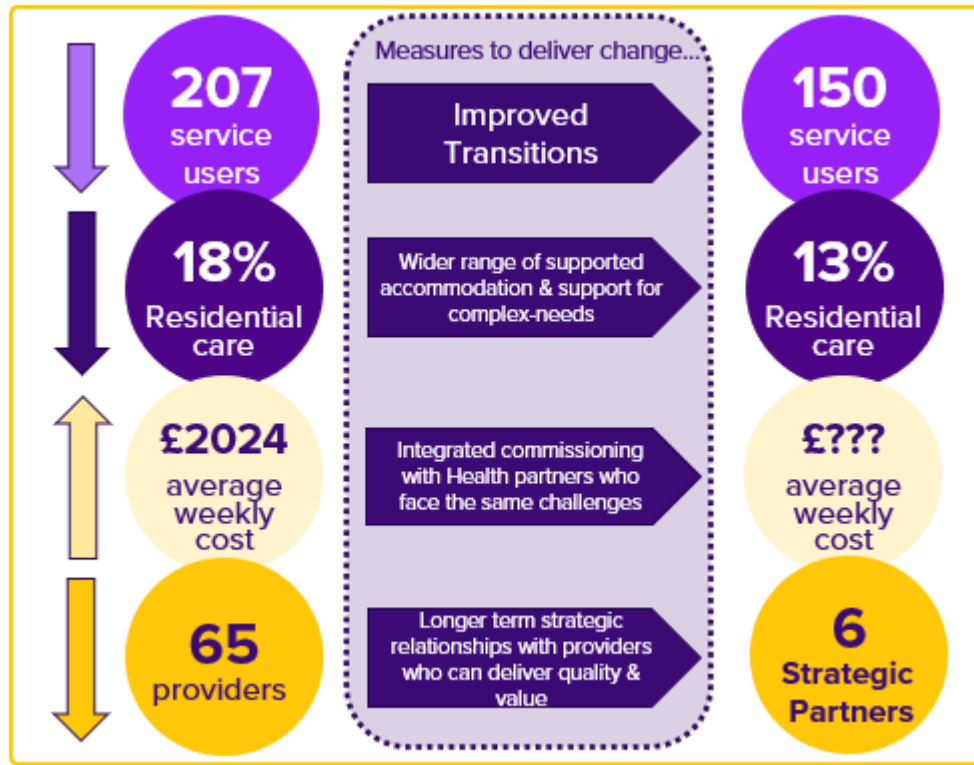 Measures to deliver change...
207
service
users
Improved
Transitions
150
service
users
18%
Residential
care
Wider range of supported
accommodation & support for
complex-needs
13%
Residential
care
£2024
average
weekly
cost
Integrated commissioning
with Health partners who
face the same challenges
£???
average
weekly
cost
65
providers
Longer term strategic
relationships with providers
who can deliver quality &
value
6
Strategic
Partners